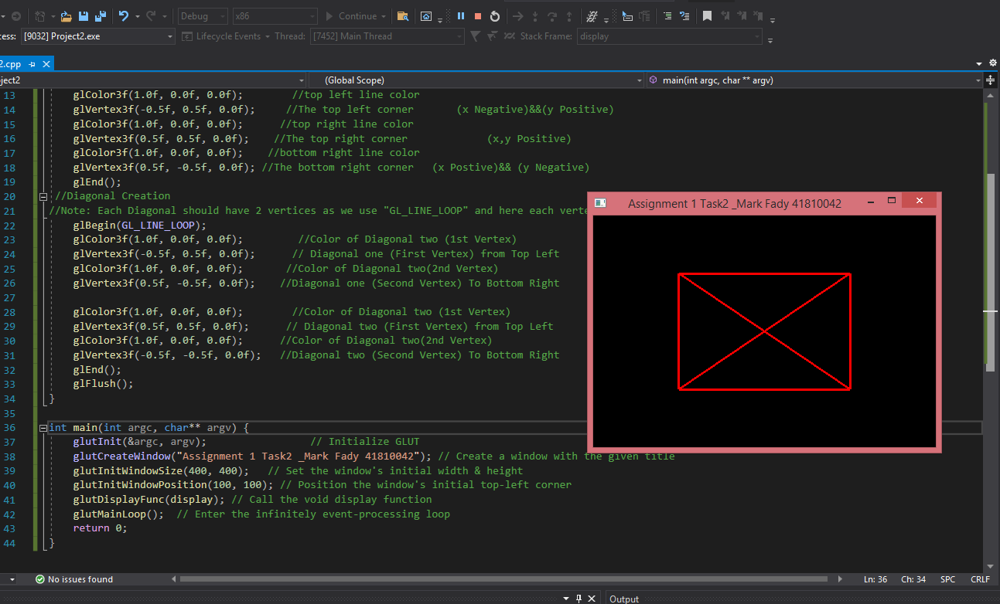 Debug x86 Continue
cess: [9032] Project2.exe Lifecycle Events Thread: [7452] Main Thread Stack Frame: display
2.cpp
ject2 (Global Scope) main(int argc, char ** argv)
13 glColor3f(1.0f, 0.0f, 0.0f); //top left line color
14 glVertex3f(-0.5f, 0.5f, 0.0f); //The top left corner (x Negative)&&(y Positive)
15 glColor3f(1.0f, 0.0f, 0.0f); //top right line color
16 glVertex3f(0.5f, 0.5f, 0.0f); //The top right corner (x,y Positive)
17 glColor3f(1.0f, 0.0f, 0.0f); //bottom right line color
18 glVertex3f(0.5f, -0.5f, 0.0f); //The bottom right corner (x Postive)&& (y Negative)
19 glEnd();
20 //Diagonal Creation
21 //Note: Each Diagonal should have 2 vertices as we use "GL_LINE_LOOP" and here each verte
22 glBegin(GL_LINE_LOOP);
23 glColor3f(1.0f, 0.0f, 0.0f); //Color of Diagonal two (1st Vertex)
24 glVertex3f(-0.5f, 0.5f, 0.0f); // Diagonal one (First Vertex) from Top Left
25 glColor3f(1.0f, 0.0f, 0.0f); //Color of Diagonal two(2nd Vertex)
26 glVertex3f(0.5f, -0.5f, 0.0f); //Diagonal one (Second Vertex) To Bottom Right
27
28 glColor3f(1.0f, 0.0f, 0.0f); //Color of Diagonal two (1st Vertex)
29 glVertex3f(0.5f, 0.5f, 0.0f); // Diagonal two (First Vertex) from Top Left
30 glColor3f(1.0f, 0.0f, 0.0f); //Color of Diagonal two(2nd Vertex)
31 glVertex3f(-0.5f, -0.5f, 0.0f); //Diagonal two (Second Vertex) To Bottom Right
32 glEnd();
33 glFlush();
34 }
35
36 int main(int argc, char** argv) {
37 glutInit(&argc, argv); // Initialize GLUT
38 glutCreateWindow("Assignment 1 Task2 _Mark Fady 41810042"); // Create a window with the given title
39 glutInitWindowSize(400, 400); // Set the window's initial width & height
40 glutInitWindowPosition(100, 100); // Position the window's initial top-left corner
41 glutDisplayFunc(display); // Call the void display function
42 glutMainLoop(); // Enter the infinitely event-processing loop
43 return 0;
44 }
Assignment 1 Task2 _Mark Fady 41810042
No issues found Ln: 36 Ch: 34 SPC CRLF
Output